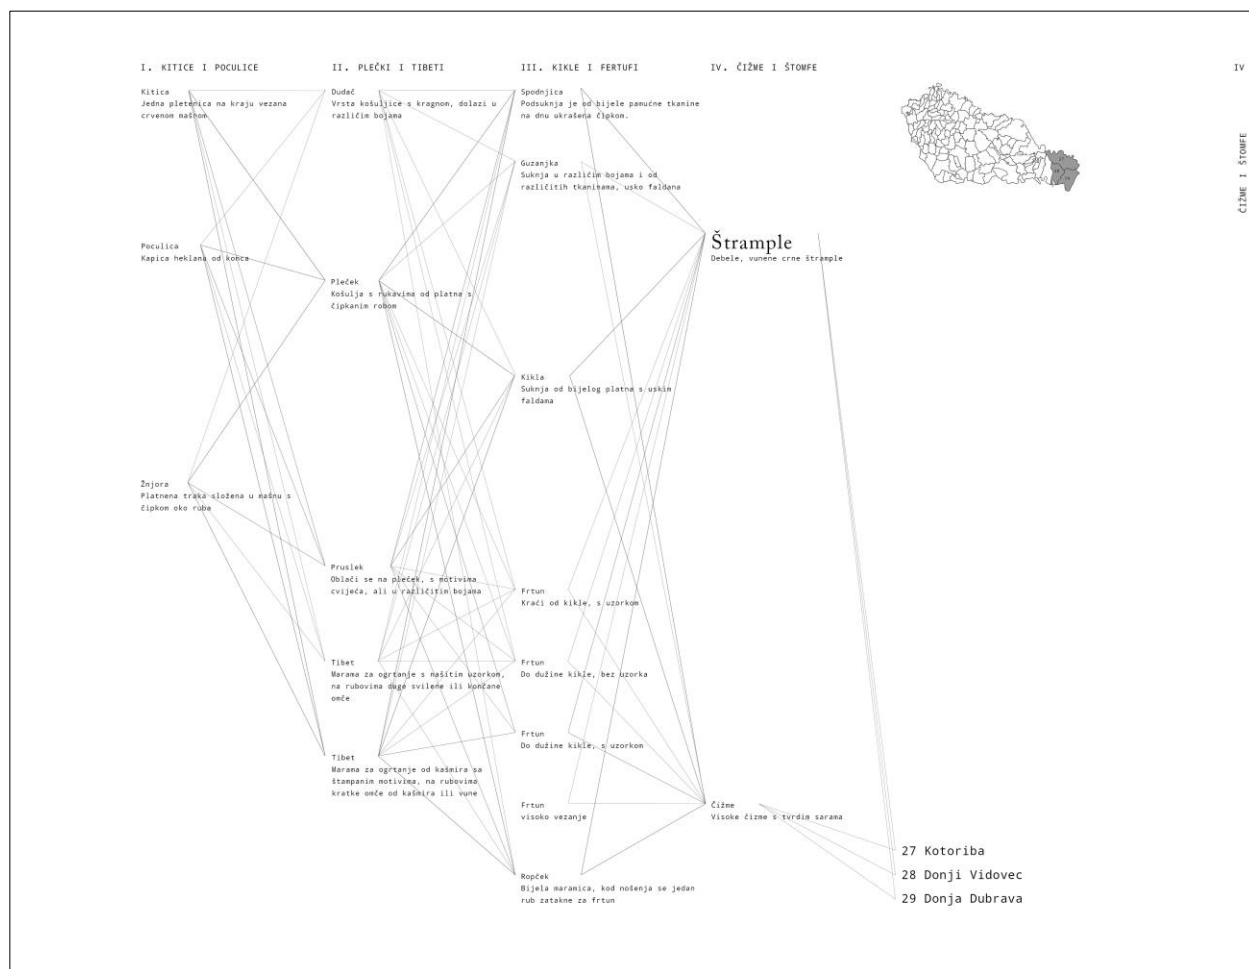 I. KITICE I POCULICE
Kitica
Jedna pletenica na kraju vezana
crvenom mašnom
Poculica
Kapica heklana od konca
Žnjora
Platnena traka složena u mašnu s
čipkom oko ruba
II. PLEČKI I TIBETI
Dudač
Vrsta košuljice s kragnom, dolazi u
različim bojama
Pleček
Košulja s rukavima od platna s
čipkanim robom
Pruslek
Oblači se na pleček, s motivima
cvijeća, ali u različitim bojama
Tibet
Marama za ogrtanje s našitim uzorkom,
na rubovima duge svilene ili končane
omče
Tibet
Marama za ogrtanje od kašmira sa
štampanim motivima, na rubovima
kratke omče od kašmira ili vune
III. KIKLE I FERTUFI
Spodnjica
Podsuknja je od bijele pamučne tkanine
na dnu ukrašena čipkom.
Guzanjka
Suknja u različim bojama i od
različitih tkaninama, usko faldana
Kikla
Suknja od bijelog platna s uskim
faldama
Frtun
Kraći od kikle, s uzorkom
Frtun
Do dužine kikle, bez uzorka
Frtun
Do dužine kikle, s uzorkom
Frtun
visoko vezanje
Ropček
Bijela maramica, kod nošenja se jedan
rub zatakne za frtun
IV. ČIŽME I ŠTOMFE
Štrample
Debele, vunene crne štrample
Čižme
Visoke čizme s tvrdim sarama
27 Kotoriba
28 Donji Vidovec
29 Donja Dubrava
IV
ČIŽME I ŠTOMFE